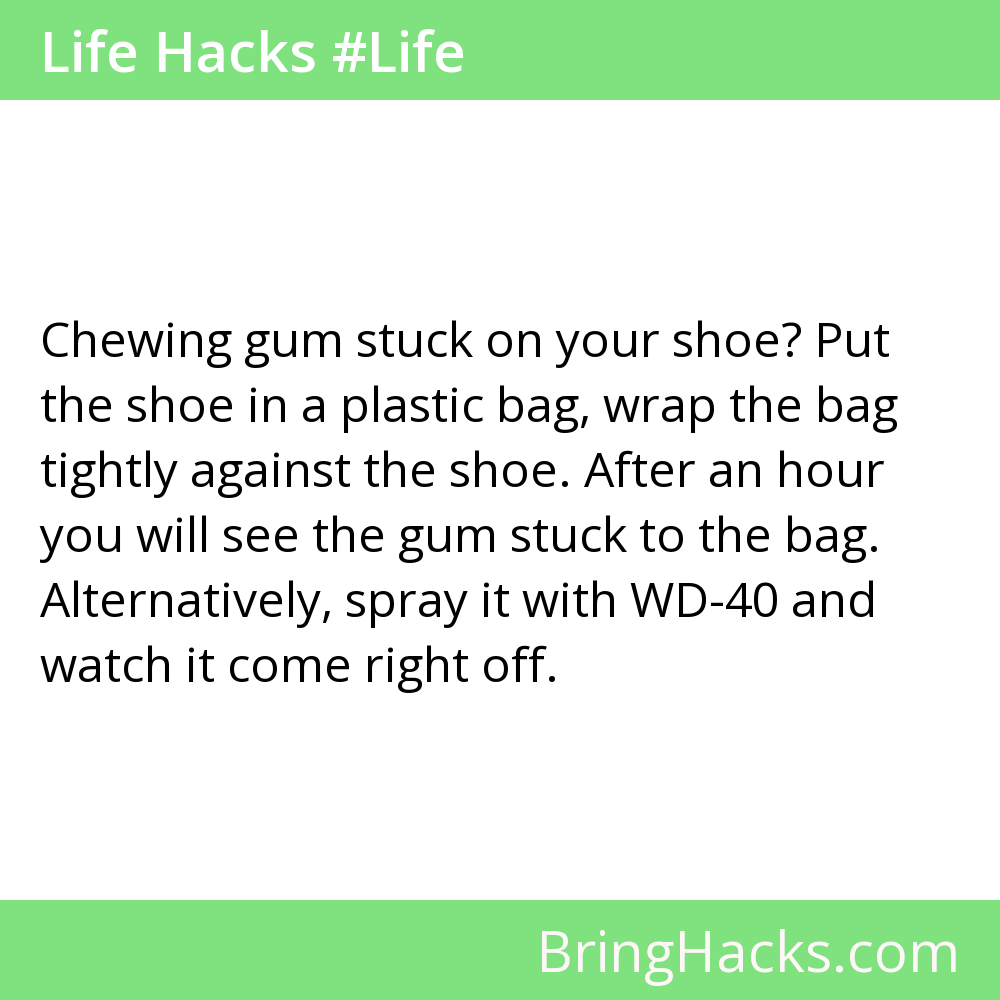 Life Hacks #Life
Chewing gum stuck on your shoe? Put
the shoe in a plastic bag, wrap the bag
tightly against the shoe. After an hour
you will see the gum stuck to the bag.
Alternatively, spray it with WD-40 and
watch it come right off.
BringHacks.com